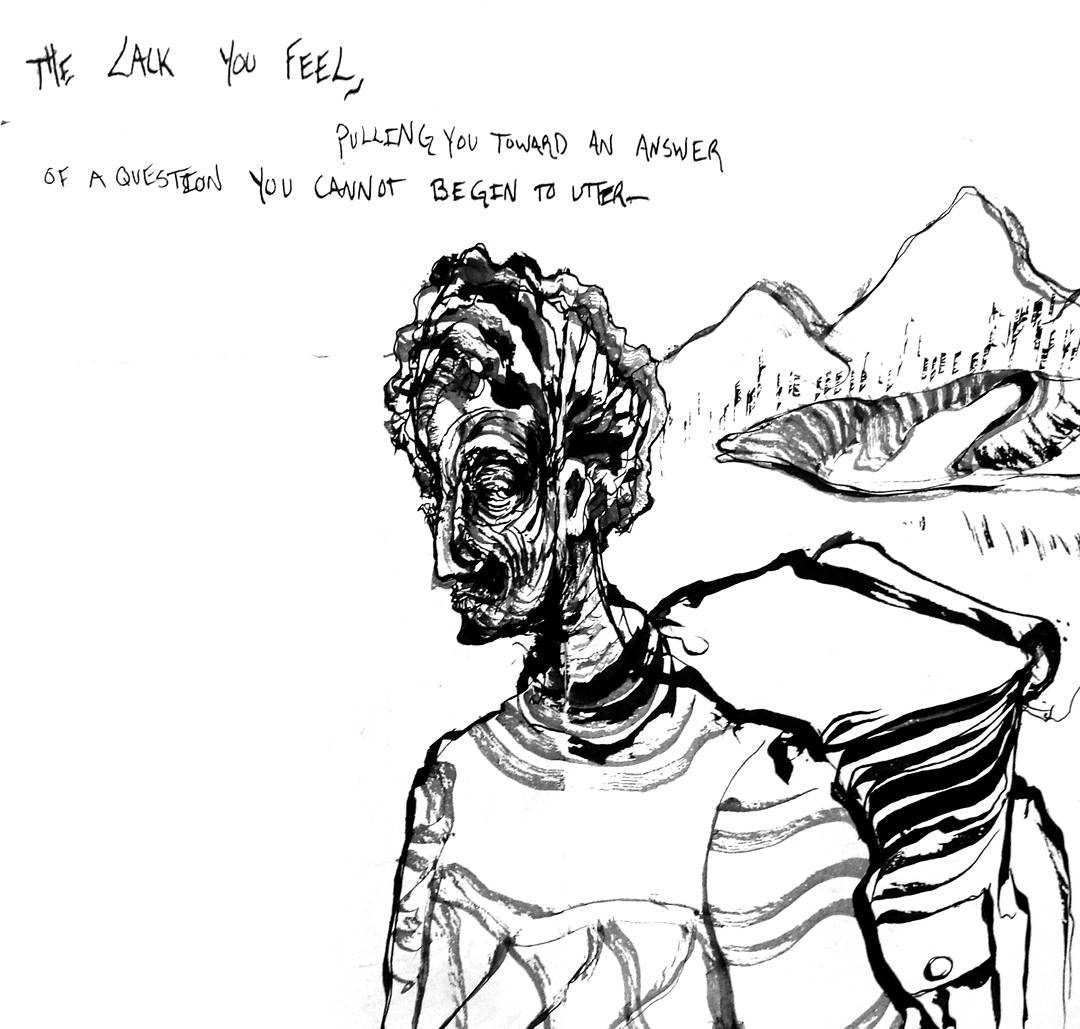 THE LACK YOU FEEL,
PULLING YOU TOWARD AN ANSWER
OF A QUESTION YOU CANNOT BEGIN TO UTTER—